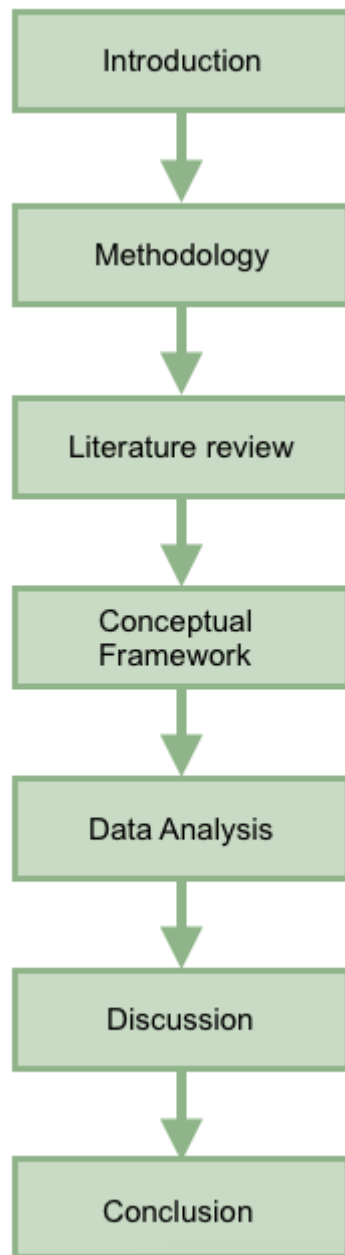 Introduction
Methodology
Literature review
Conceptual
Framework
Data Analysis
Discussion
Conclusion